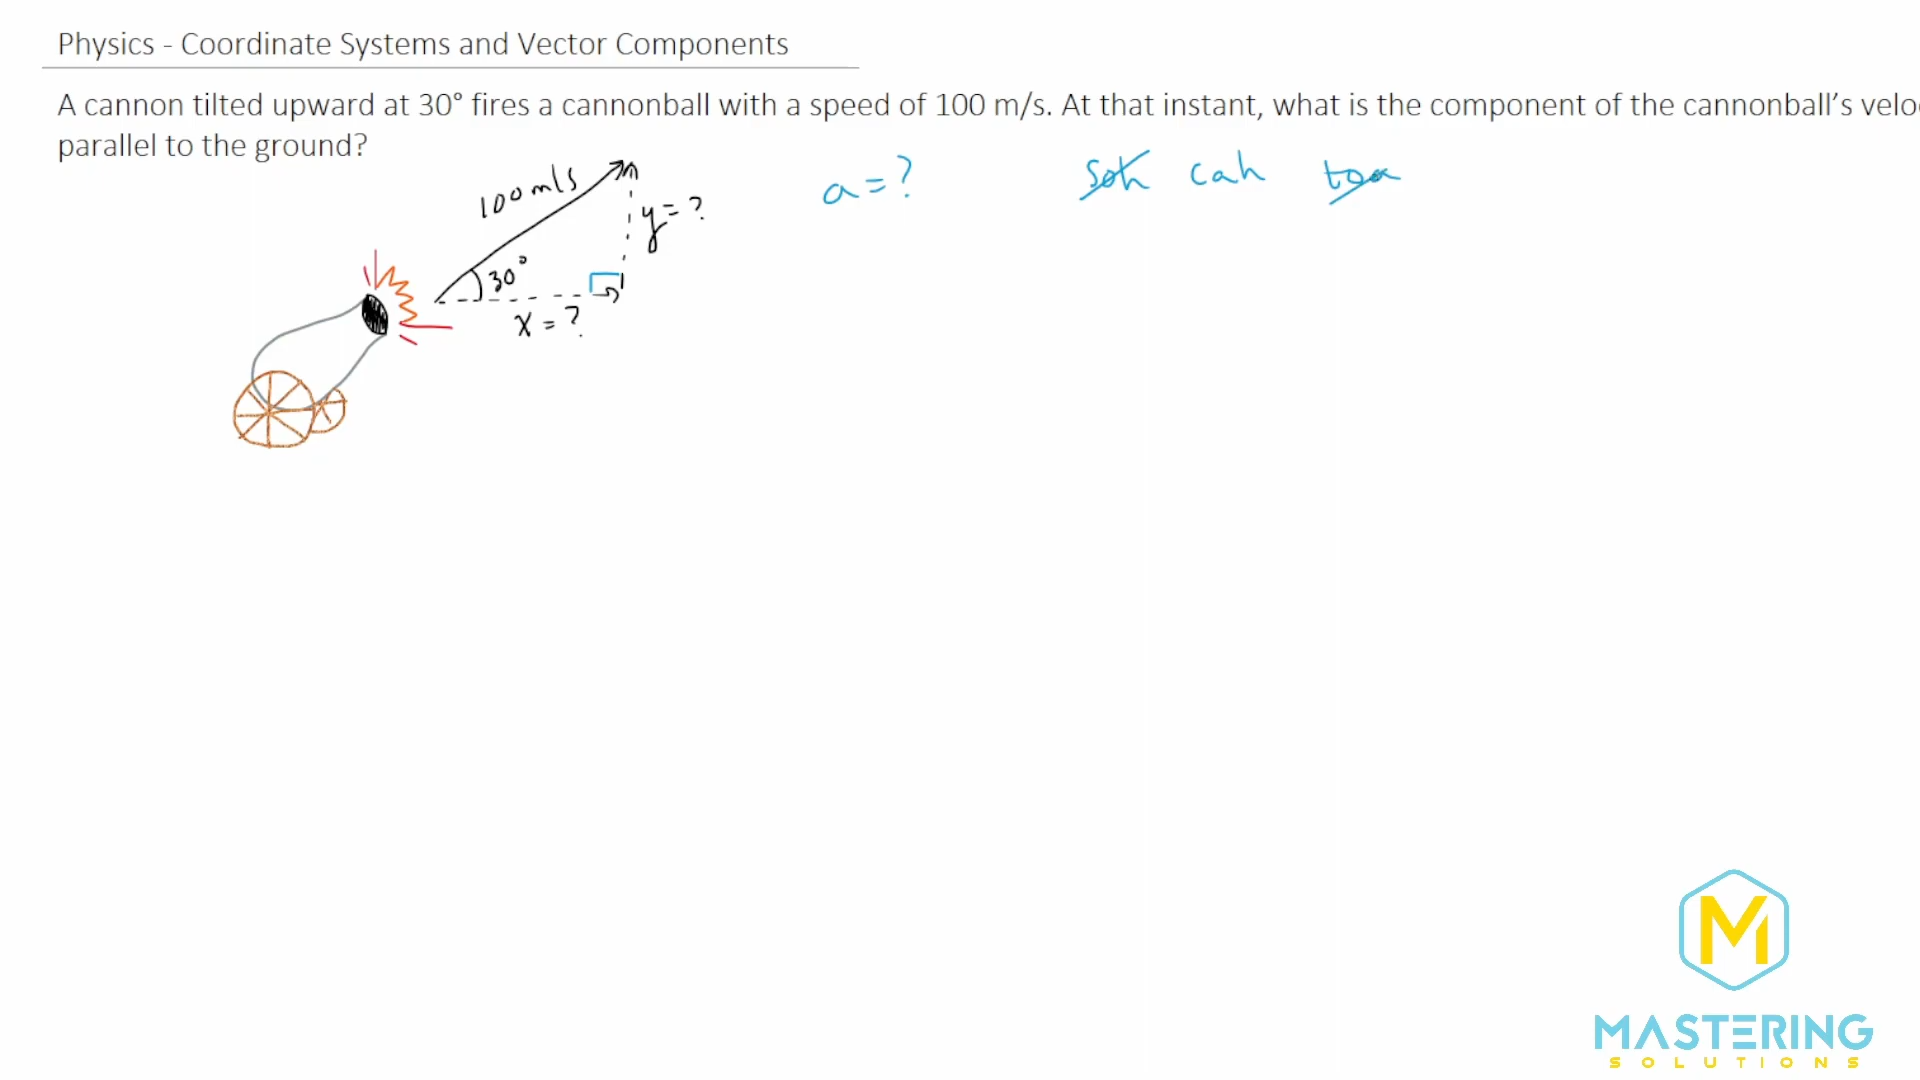 Physics - Coordinate Systems and Vector Components
A cannon tilted upward at 30° fires a cannonball with a speed of 100 m/s. At that instant, what is the component of the cannonball's velo
parallel to the ground?
100 m/s
a = ?
soh cah toa
y = ?
30°
x = ?
M
MASTERING
SOLUTIONS